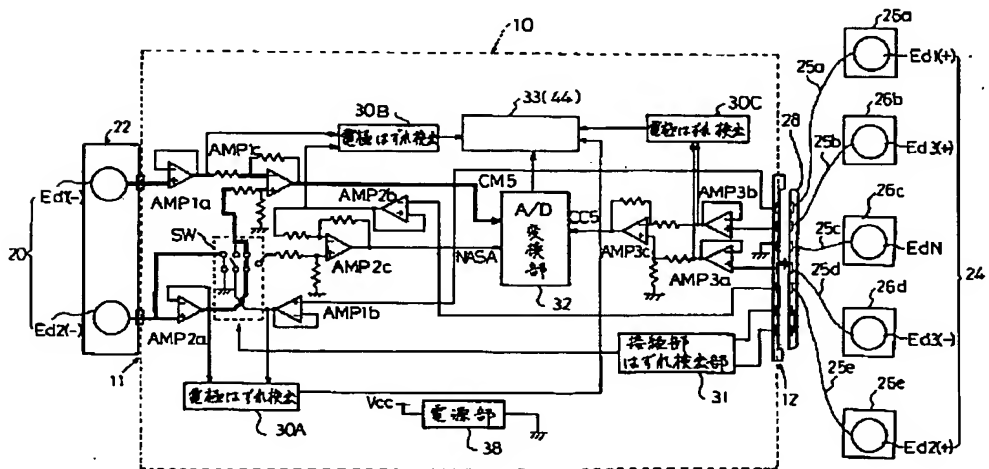 10
26a
Ed1(+)
25a
26b
30B
33(44)
30C
28
22
電極はずれ検出
電極はずれ検出
25b
Ed3(+)
AMP1c
26c
Ed1(-)
AMP1a
AMP2b
CM5
AMP3b
A/D
変換部
CC5
25c
EdN
SW
20
AMP3c
24
AMP2c
NASA
AMP3a
25d
26d
32
Ed2(-)
AMP2a
AMP1b
接続部
はずれ検出部
Ed3(-)
11
25e
26e
電極はずれ検出
30A
Vcc
電源部
38
31
12
Ed2(+)